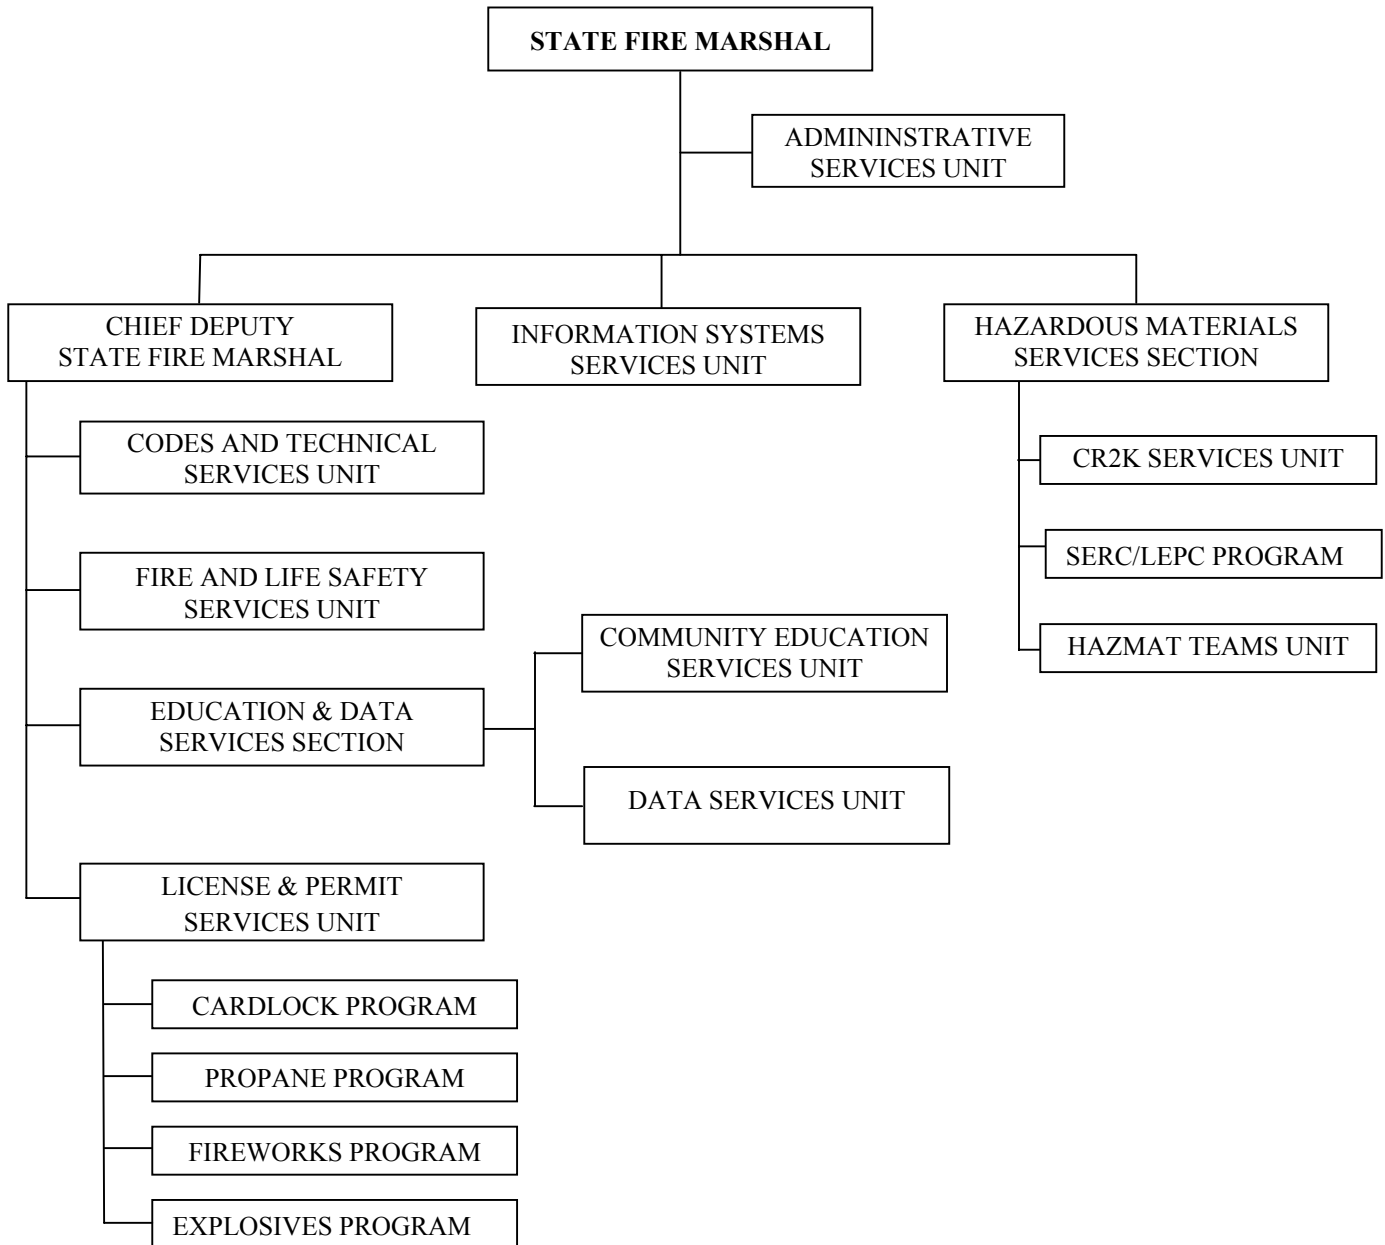 STATE FIRE MARSHAL
ADMININSTRATIVE
SERVICES UNIT
CHIEF DEPUTY
STATE FIRE MARSHAL
INFORMATION SYSTEMS
SERVICES UNIT
HAZARDOUS MATERIALS
SERVICES SECTION
CODES AND TECHNICAL
SERVICES UNIT
FIRE AND LIFE SAFETY
SERVICES UNIT
EDUCATION & DATA
SERVICES SECTION
COMMUNITY EDUCATION
SERVICES UNIT
DATA SERVICES UNIT
LICENSE & PERMIT
SERVICES UNIT
CARDLOCK PROGRAM
PROPANE PROGRAM
FIREWORKS PROGRAM
EXPLOSIVES PROGRAM
CR2K SERVICES UNIT
SERC/LEPC PROGRAM
HAZMAT TEAMS UNIT